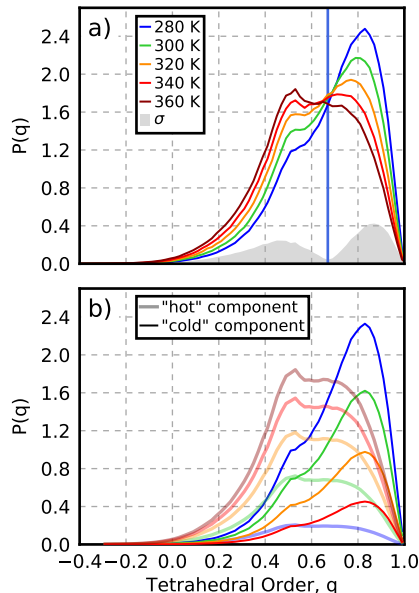 a)
280 K
300 K
320 K
340 K
360 K
σ
P(q)
2.8
2.4
2.0
1.6
1.2
0.8
0.4
0.0
b)
"hot" component
"cold" component
P(q)
2.4
2.0
1.6
1.2
0.8
0.4
0.0
−0.4 −0.2 0.0 0.2 0.4 0.6 0.8 1.0
Tetrahedral Order, q